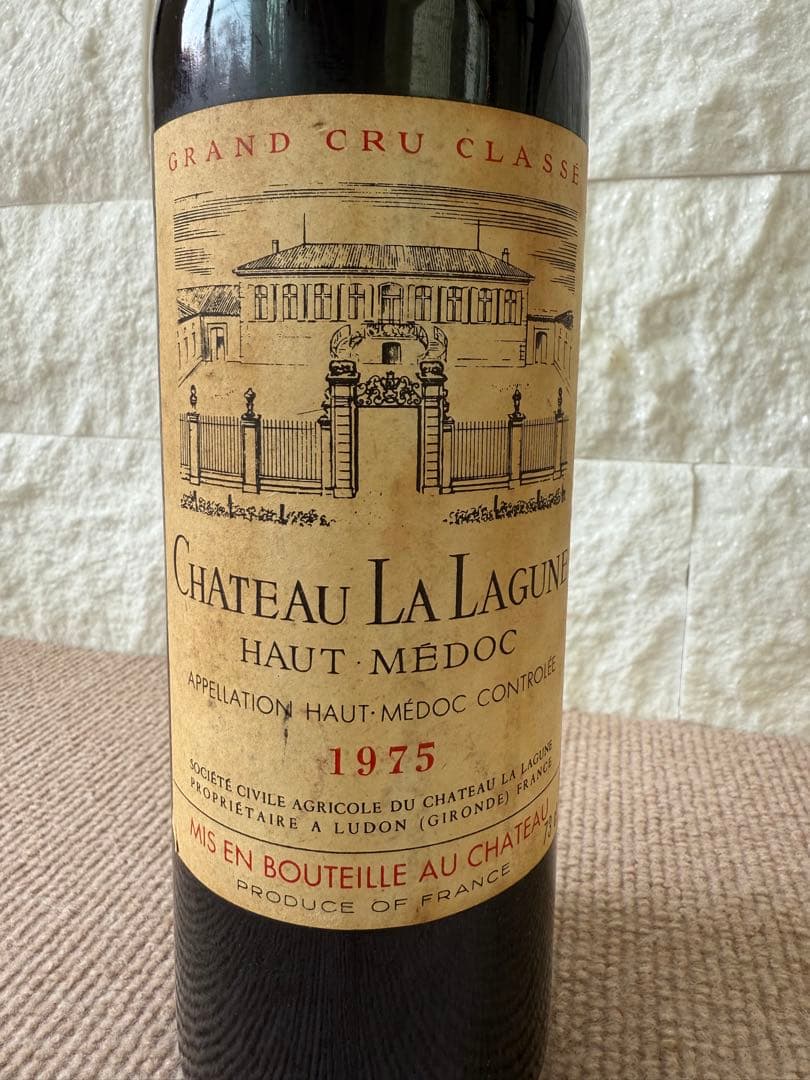 GRAND CRU CLASSÉ
CHATEAU LA LAGUNE
HAUT·MÉDOC
APPELLATION HAUT·MÉDOC CONTROLÉE
1975
SOCIÉTÉ CIVILE AGRICOLE DU CHATEAU LA LAGUNE
PROPRIÉTAIRE A LUDON (GIRONDE) FRANCE
MIS EN BOUTEILLE AU CHATEAU
PRODUCE OF FRANCE